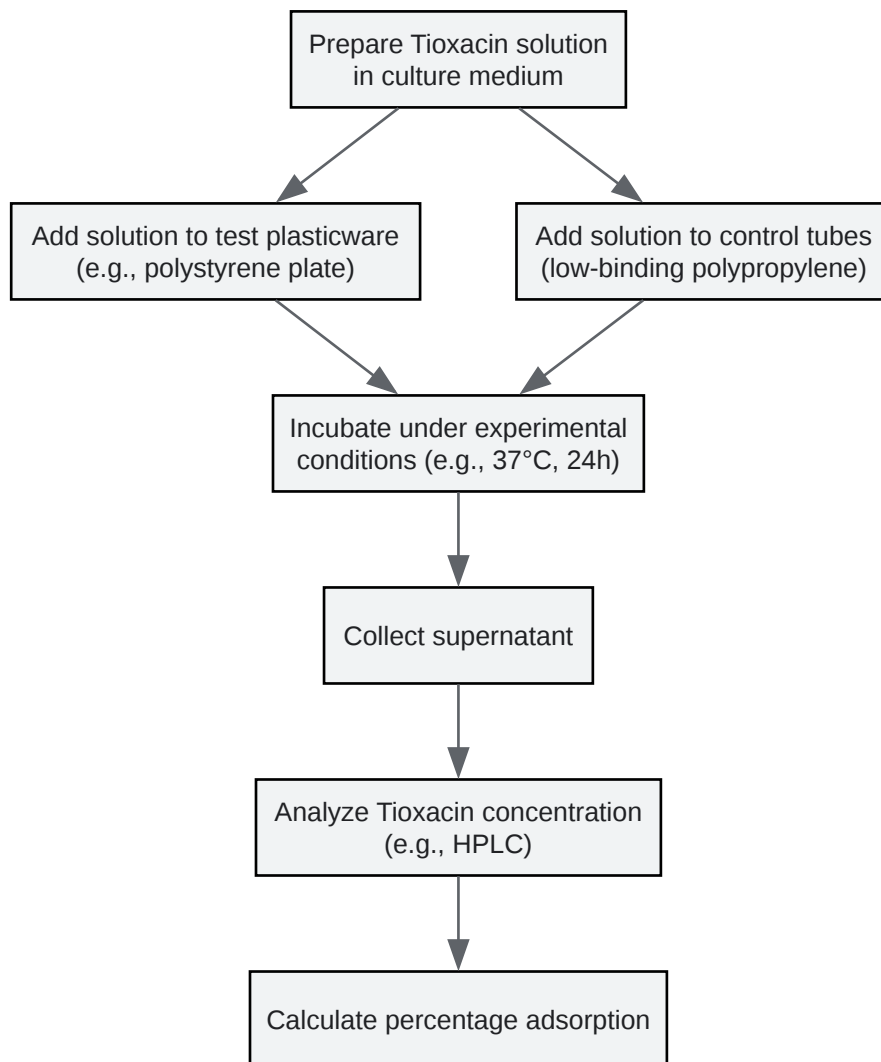 Prepare Tioxacin solution
in culture medium
Add solution to test plasticware
(e.g., polystyrene plate)
Add solution to control tubes
(low-binding polypropylene)
Incubate under experimental
conditions (e.g., 37°C, 24h)
Collect supernatant
Analyze Tioxacin concentration
(e.g., HPLC)
Calculate percentage adsorption